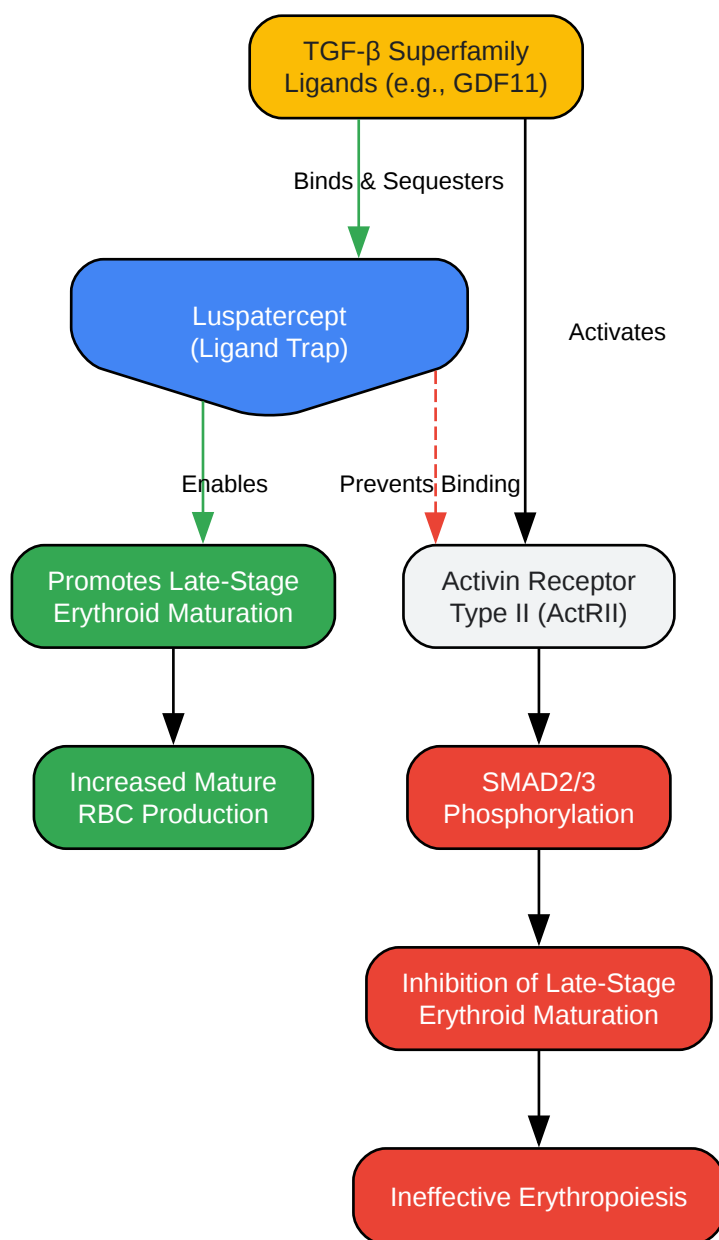 TGF-β Superfamily
Ligands (e.g., GDF11)
Binds & Sequesters
Luspatercept
(Ligand Trap)
Activates
Enables
Prevents Binding
Promotes Late-Stage
Erythroid Maturation
Activin Receptor
Type II (ActRII)
Increased Mature
RBC Production
SMAD2/3
Phosphorylation
Inhibition of Late-Stage
Erythroid Maturation
Ineffective Erythropoiesis